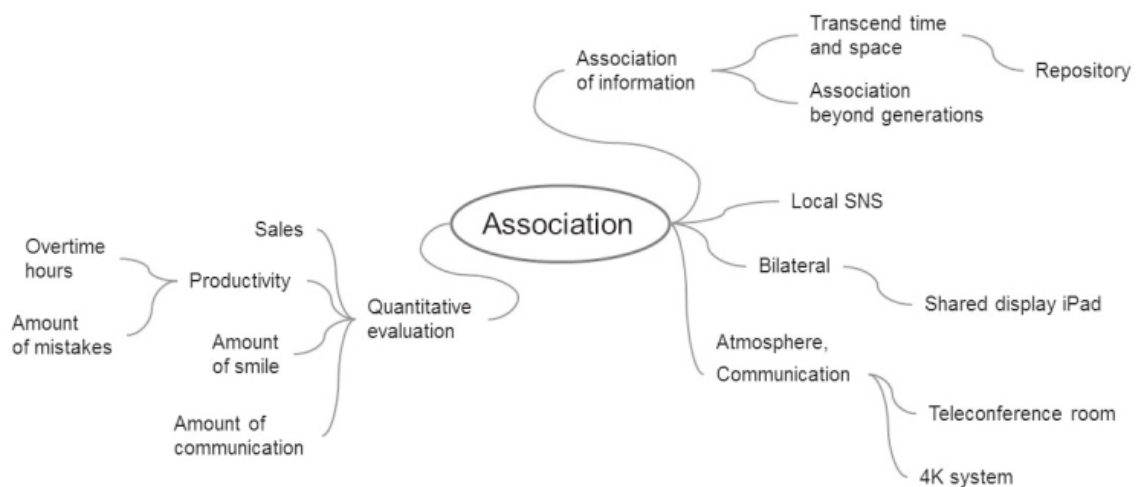 Association
Association
of information
Transcend time
and space
Repository
Association
beyond generations
Local SNS
Bilateral
Shared display iPad
Atmosphere,
Communication
Teleconference room
4K system
Quantitative
evaluation
Sales
Productivity
Overtime
hours
Amount
of mistakes
Amount
of smile
Amount of
communication